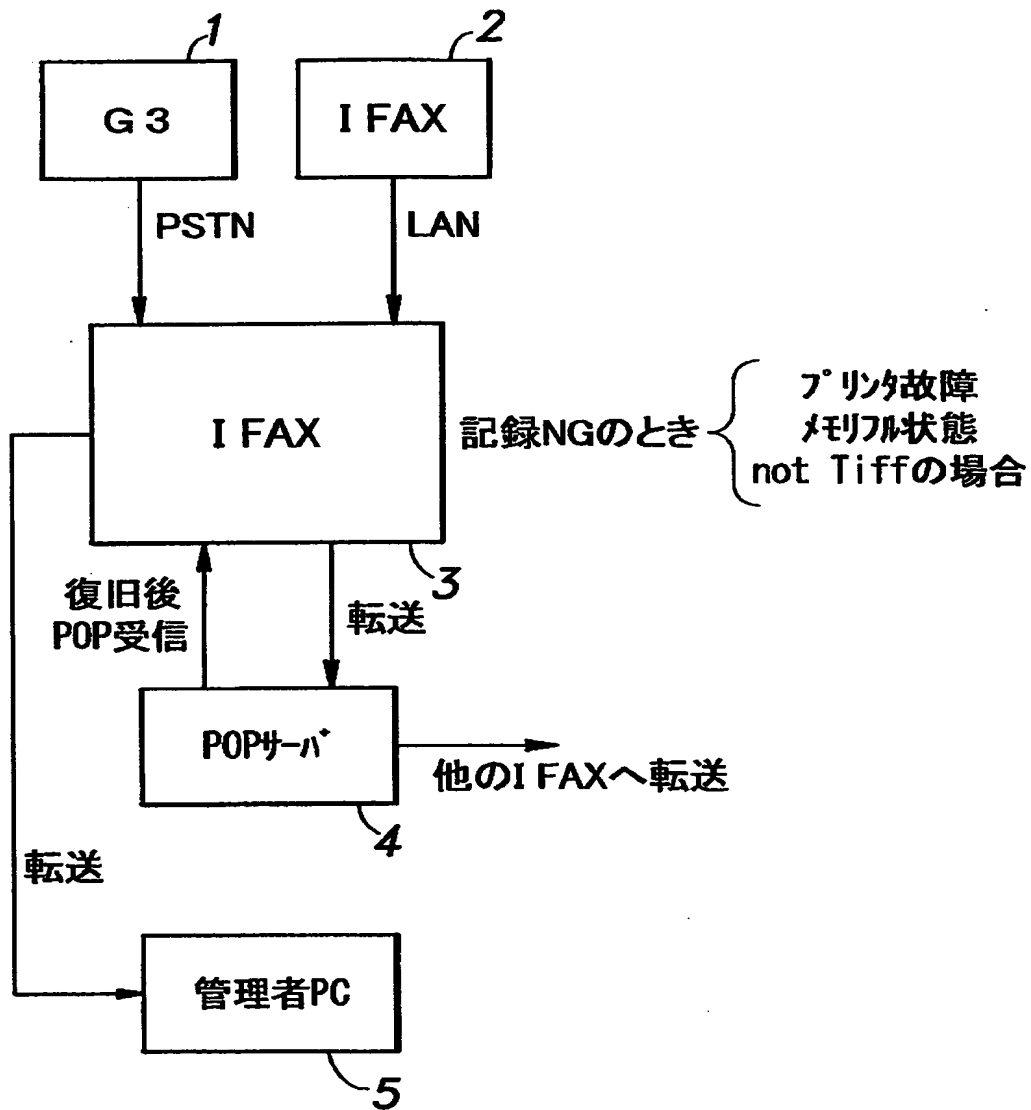 1
2
G3
I FAX
PSTN
LAN
I FAX
記録NGのとき
プリンタ故障
メモリフル状態
not Tiffの場合
3
復旧後
POP受信
転送
POPサーバ
他のI FAXへ転送
4
転送
管理者PC
5